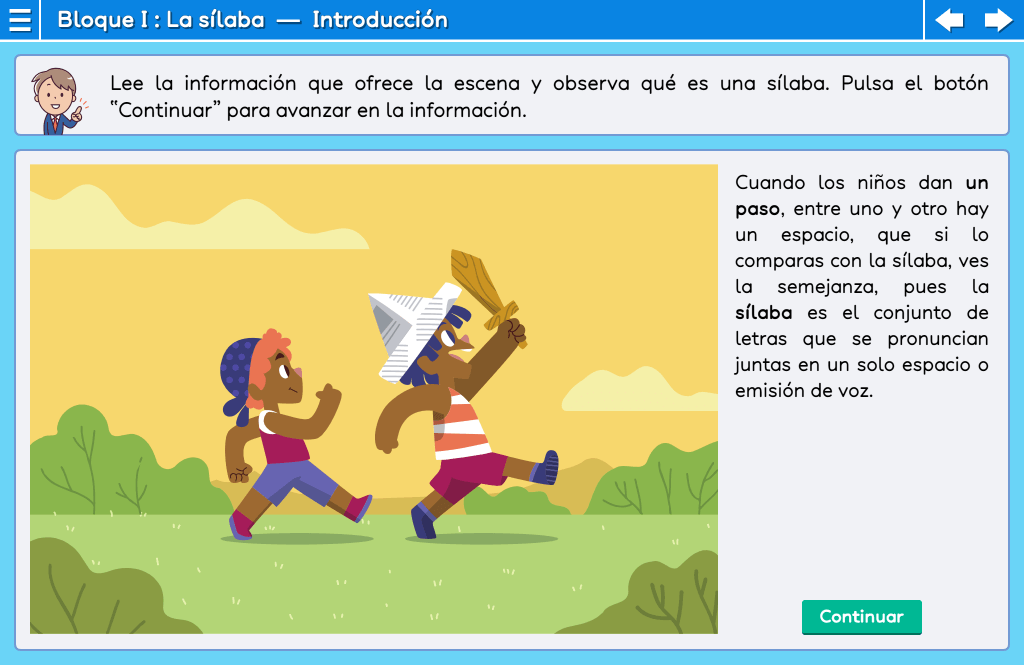 Bloque I : La sílaba — Introducción
Lee la información que ofrece la escena y observa qué es una sílaba. Pulsa el botón
“Continuar” para avanzar en la información.
Cuando los niños dan un
paso, entre uno y otro hay
un espacio, que si lo
comparas con la sílaba, ves
la semejanza, pues la
sílaba es el conjunto de
letras que se pronuncian
juntas en un solo espacio o
emisión de voz.
Continuar